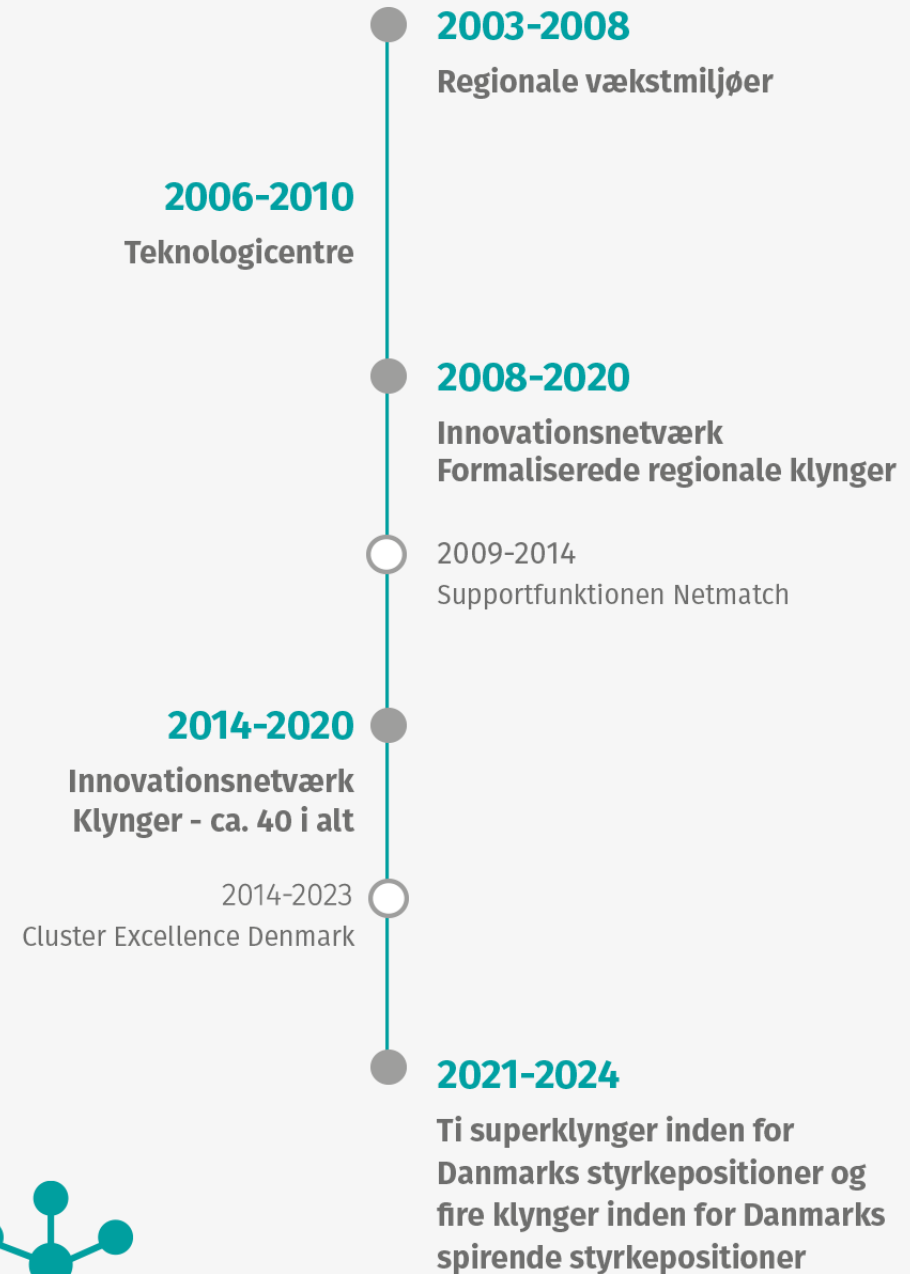 2003-2008
Regionale vækstmiljøer
2006-2010
Teknologicentre
2008-2020
Innovationsnetværk
Formaliserede regionale klynger
2009-2014
Supportfunktionen Netmatch
2014-2020
Innovationsnetværk
Klynger - ca. 40 i alt
2014-2023
Cluster Excellence Denmark
2021-2024
Ti superklynger inden for
Danmarks styrkepositioner og
fire klynger inden for Danmarks
spirende styrkepositioner